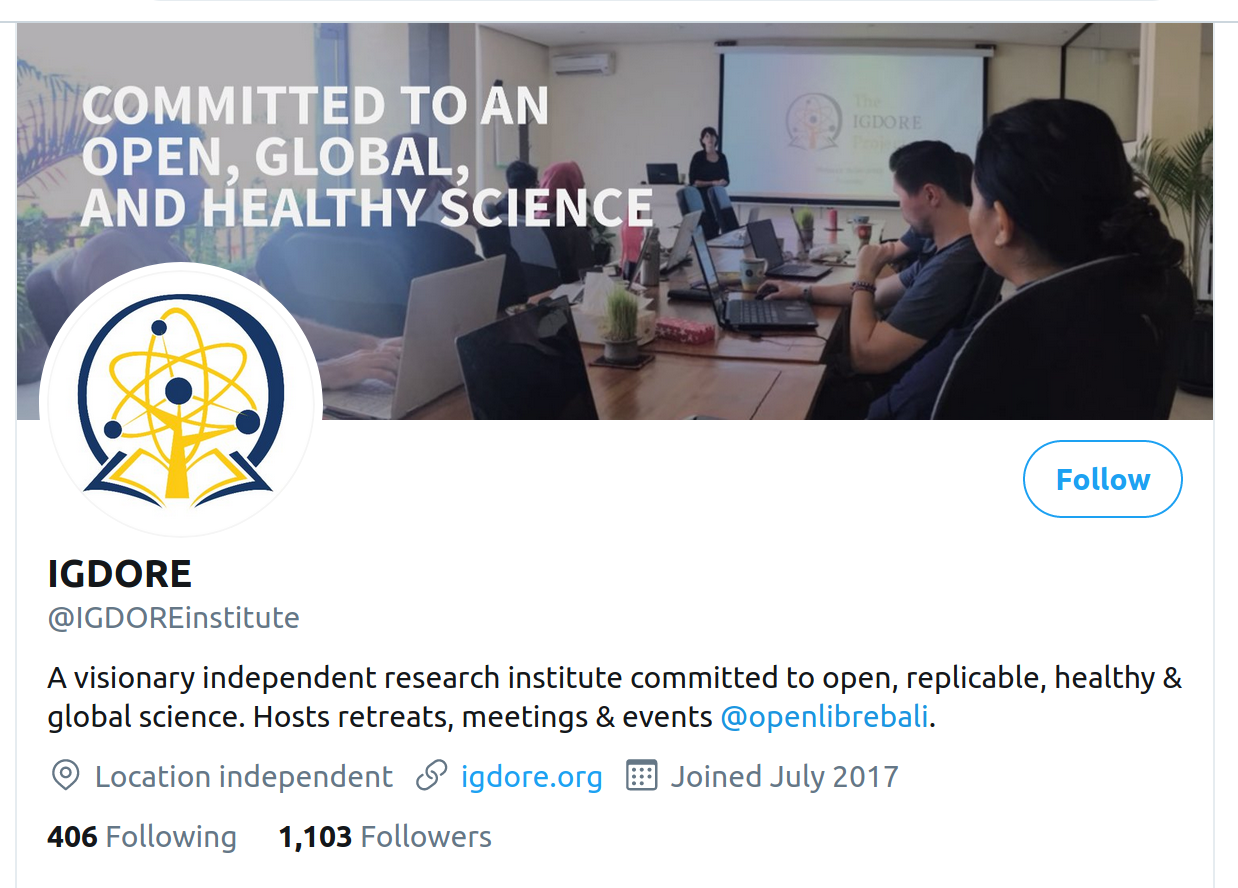 COMMITTED TO AN
OPEN, GLOBAL,
AND HEALTHY SCIENCE
The
IGDORE
Project
Follow
IGDORE
@IGDOREinstitute
A visionary independent research institute committed to open, replicable, healthy &
global science. Hosts retreats, meetings & events @openlibrebali.
Location independent igdore.org Joined July 2017
406 Following 1,103 Followers